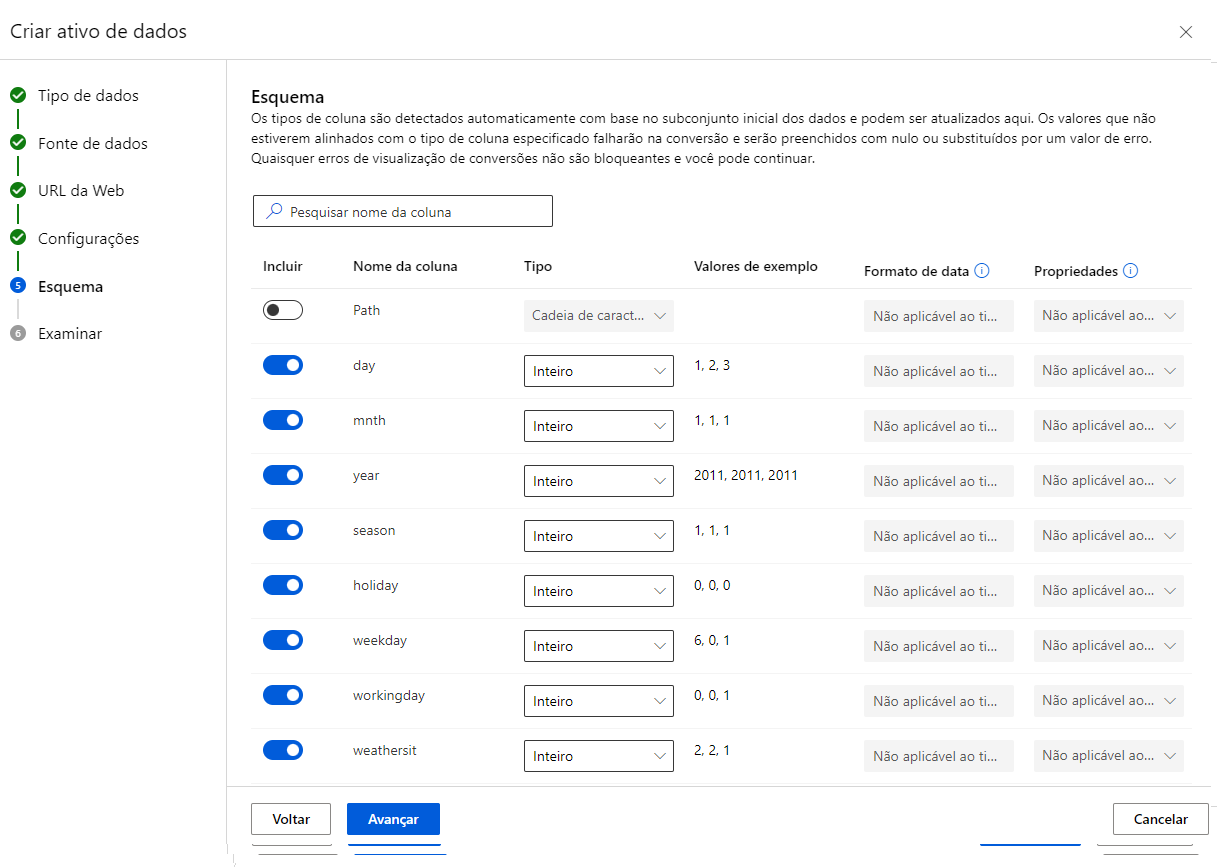 Criar ativo de dados
Tipo de dados
Fonte de dados
URL da Web
Configurações
5 Esquema
6 Examinar
Esquema
Os tipos de coluna são detectados automaticamente com base no subconjunto inicial dos dados e podem ser atualizados aqui. Os valores que não
estiverem alinhados com o tipo de coluna especificado falharão na conversão e serão preenchidos com nulo ou substituídos por um valor de erro.
Quaisquer erros de visualização de conversões não são bloqueantes e você pode continuar.
Pesquisar nome da coluna
Incluir Nome da coluna Tipo Valores de exemplo Formato de data Propriedades
Path Cadeia de caract... Não aplicável ao ti... Não aplicável ao...
day Inteiro 1, 2, 3 Não aplicável ao ti... Não aplicável ao...
mnth Inteiro 1, 1, 1 Não aplicável ao ti... Não aplicável ao...
year Inteiro 2011, 2011, 2011 Não aplicável ao ti... Não aplicável ao...
season Inteiro 1, 1, 1 Não aplicável ao ti... Não aplicável ao...
holiday Inteiro 0, 0, 0 Não aplicável ao ti... Não aplicável ao...
weekday Inteiro 6, 0, 1 Não aplicável ao ti... Não aplicável ao...
workingday Inteiro 0, 0, 1 Não aplicável ao ti... Não aplicável ao...
weathersit Inteiro 2, 2, 1 Não aplicável ao ti... Não aplicável ao...
Voltar Avançar Cancelar